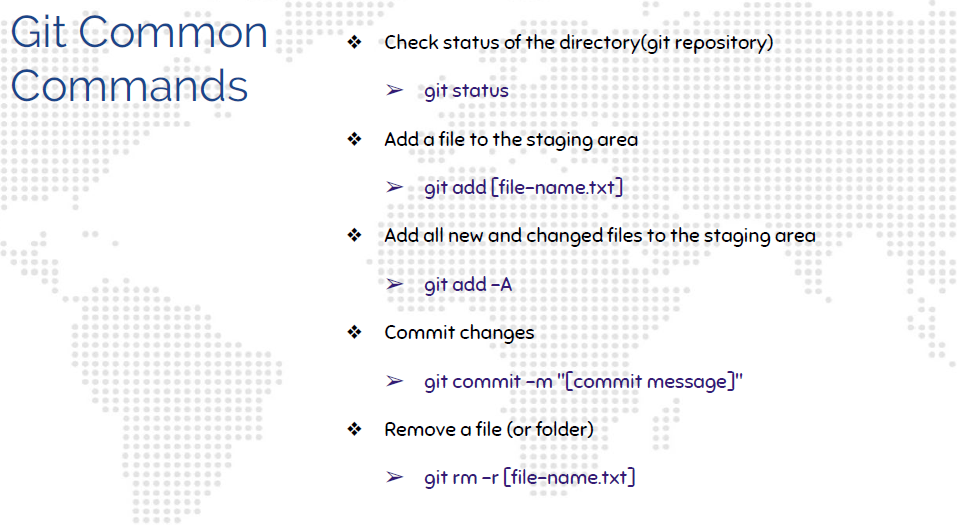 Git Common
Commands
❖ Check status of the directory(git repository)
➢ git status
❖ Add a file to the staging area
➢ git add [file-name.txt]
❖ Add all new and changed files to the staging area
➢ git add -A
❖ Commit changes
➢ git commit -m "[commit message]"
❖ Remove a file (or folder)
➢ git rm -r [file-name.txt]